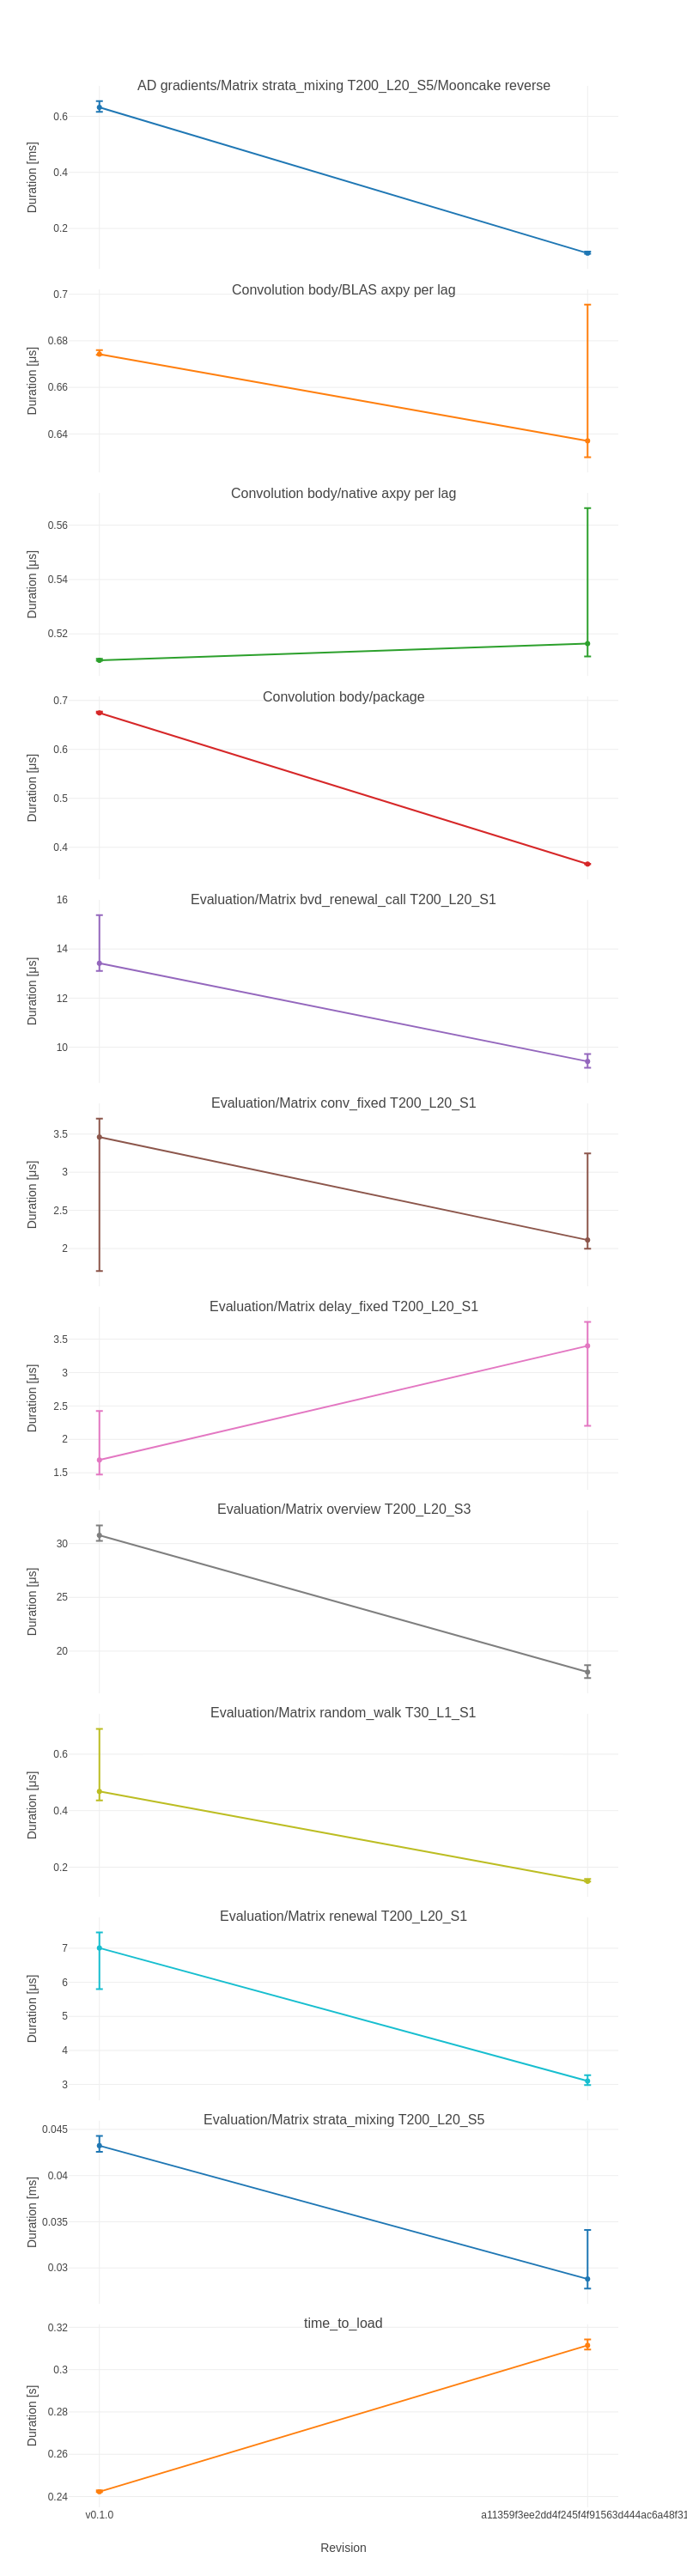 AD gradients/Matrix strata_mixing T200_L20_S5/Mooncake reverse
Duration [ms]
0.6
0.4
0.2
Convolution body/BLAS axpy per lag
Duration [μs]
0.7
0.68
0.66
0.64
Convolution body/native axpy per lag
Duration [μs]
0.56
0.54
0.52
Convolution body/package
Duration [μs]
0.7
0.6
0.5
0.4
Evaluation/Matrix bvd_renewal_call T200_L20_S1
Duration [μs]
16
14
12
10
Evaluation/Matrix conv_fixed T200_L20_S1
Duration [μs]
3.5
3
2.5
2
Evaluation/Matrix delay_fixed T200_L20_S1
Duration [μs]
3.5
3
2.5
2
1.5
Evaluation/Matrix overview T200_L20_S3
Duration [μs]
30
25
20
Evaluation/Matrix random_walk T30_L1_S1
Duration [μs]
0.6
0.4
0.2
Evaluation/Matrix renewal T200_L20_S1
Duration [μs]
7
6
5
4
3
Evaluation/Matrix strata_mixing T200_L20_S5
Duration [ms]
0.045
0.04
0.035
0.03
time_to_load
Duration [s]
0.32
0.3
0.28
0.26
0.24
v0.1.0
a11359f3ee2dd4f245f4f91563d444ac6a48f31
Revision